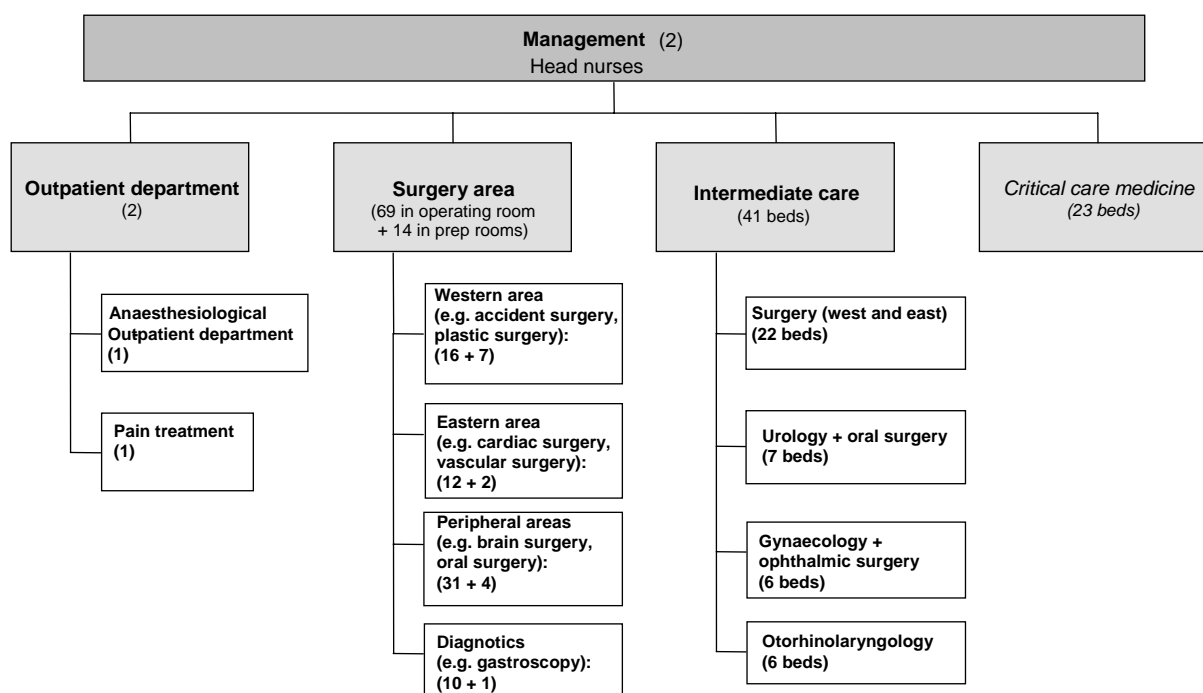 Management (2)
Head nurses
Outpatient department
(2)
Surgery area
(69 in operating room
+ 14 in prep rooms)
Intermediate care
(41 beds)
Critical care medicine
(23 beds)
Anaesthesiological
Outpatient department
(1)
Pain treatment
(1)
Western area
(e.g. accident surgery,
plastic surgery):
(16 + 7)
Eastern area
(e.g. cardiac surgery,
vascular surgery):
(12 + 2)
Peripheral areas
(e.g. brain surgery,
oral surgery):
(31 + 4)
Diagnotics
(e.g. gastroscopy):
(10 + 1)
Surgery (west and east)
(22 beds)
Urology + oral surgery
(7 beds)
Gynaecology +
ophthalmic surgery
(6 beds)
Otorhinolaryngology
(6 beds)